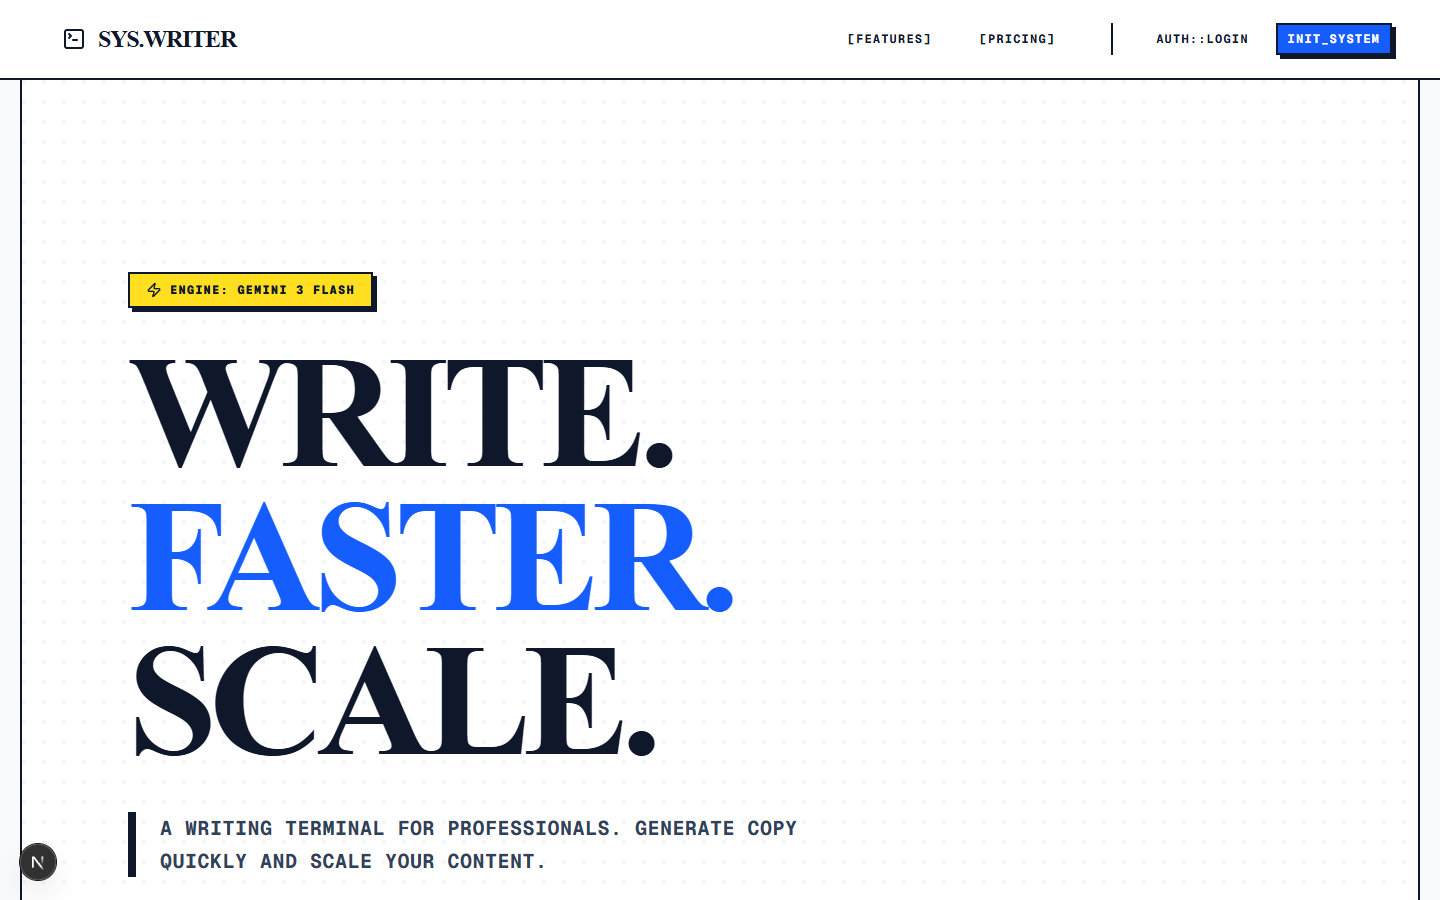 SYS.WRITER
[FEATURES]
[PRICING]
AUTH::LOGIN
INIT_SYSTEM
ENGINE: GEMINI 3 FLASH
WRITE.
FASTER.
SCALE.
A WRITING TERMINAL FOR PROFESSIONALS. GENERATE COPY
QUICKLY AND SCALE YOUR CONTENT.
N